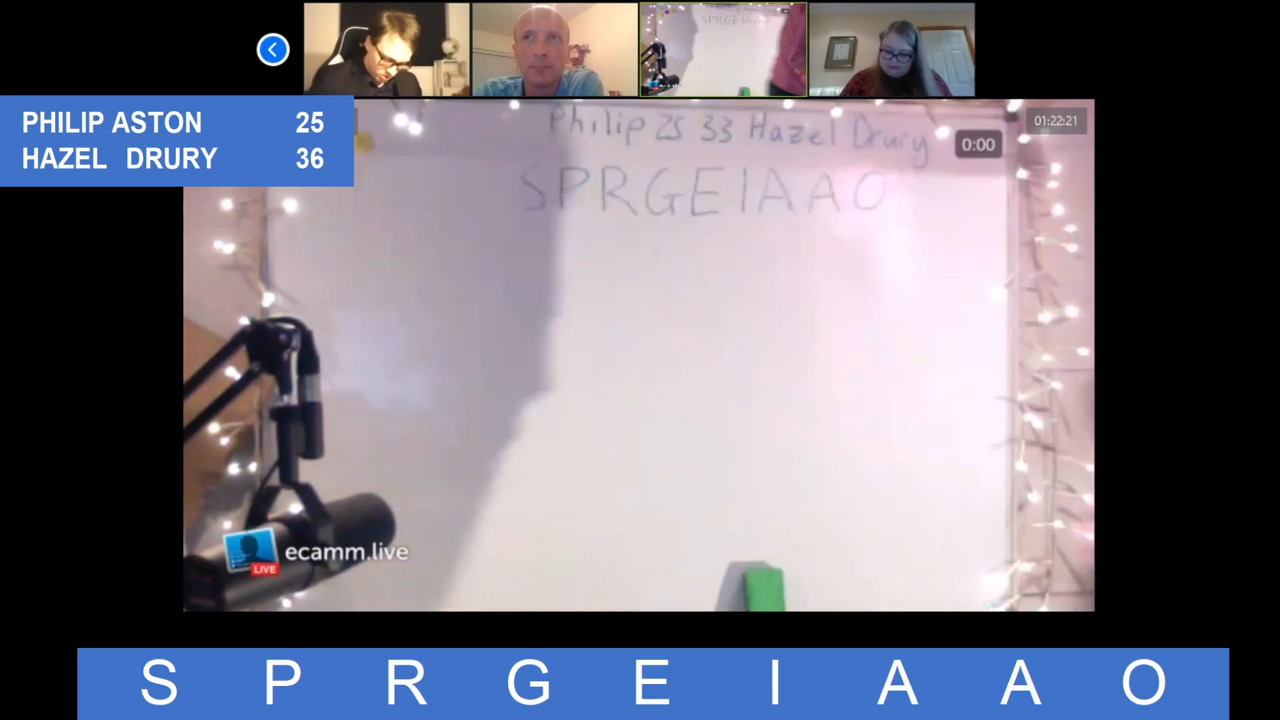 PHILIP ASTON 25
HAZEL DRURY 36
Philip 25 33 Hazel Drury
01:22:21
0:00
SPRGEIAAO
ecamm.live
LIVE
S P R G E I A A O